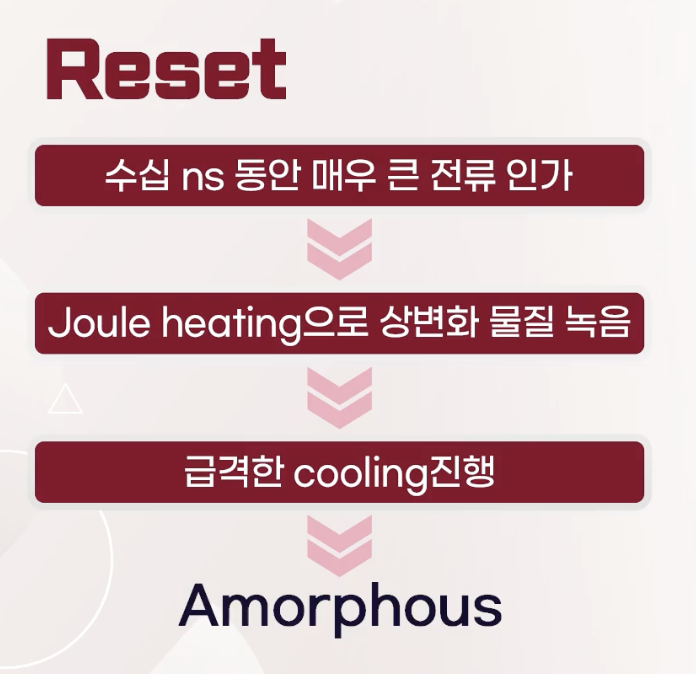 Reset
수십 ns 동안 매우 큰 전류 인가
Joule heating으로 상변화 물질 녹음
급격한 cooling진행
Amorphous